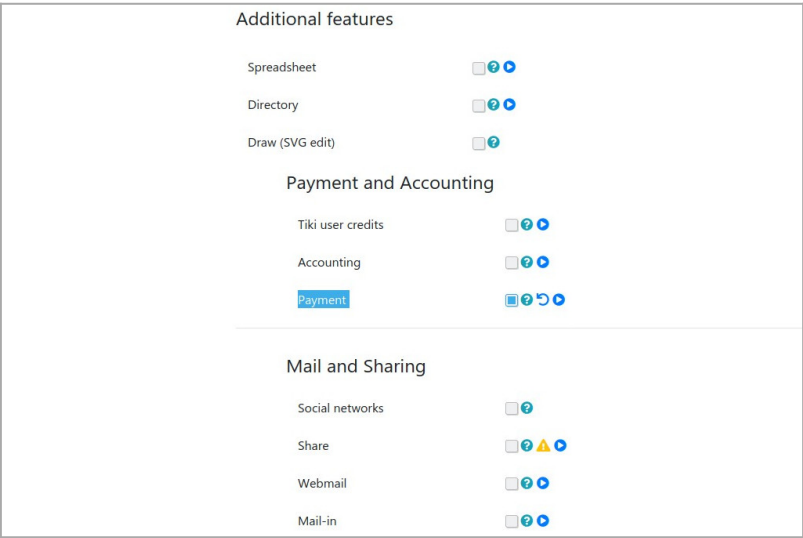 Additional features
Spreadsheet
Directory
Draw (SVG edit)
Payment and Accounting
Tiki user credits
Accounting
Payment
Mail and Sharing
Social networks
Share
Webmail
Mail-in